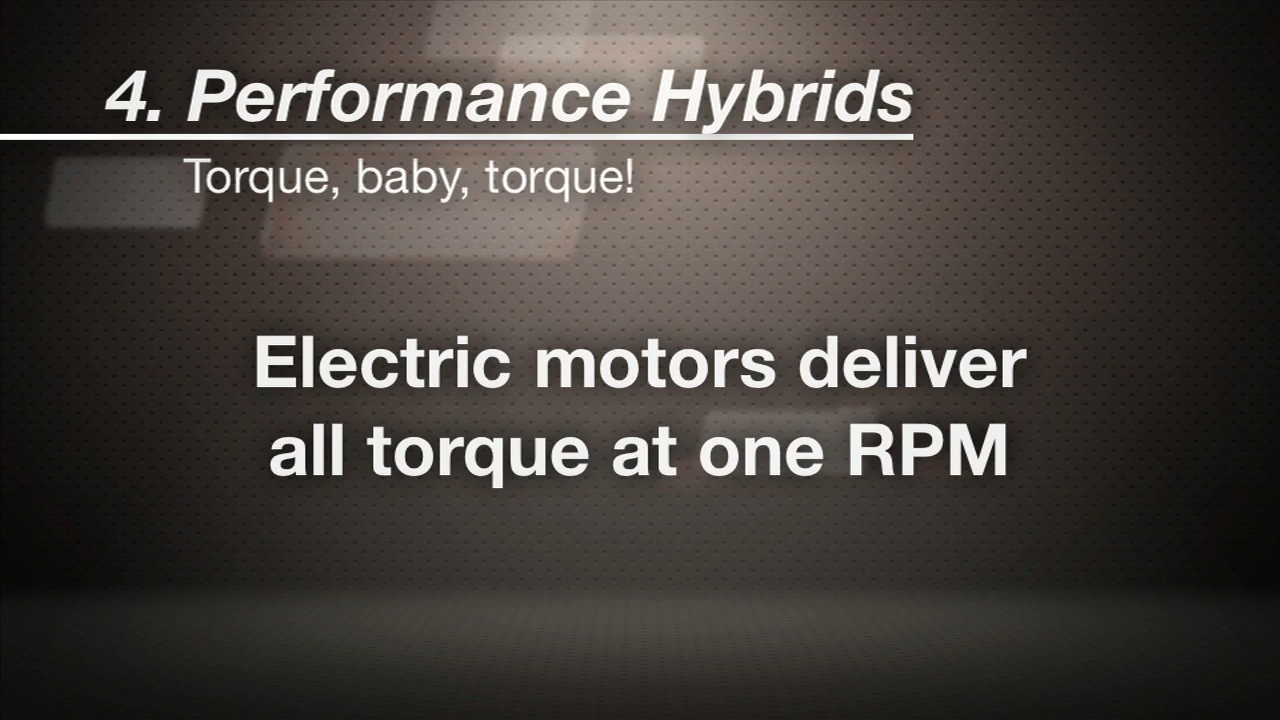 4. Performance Hybrids
Torque, baby, torque!
Electric motors deliver
all torque at one RPM